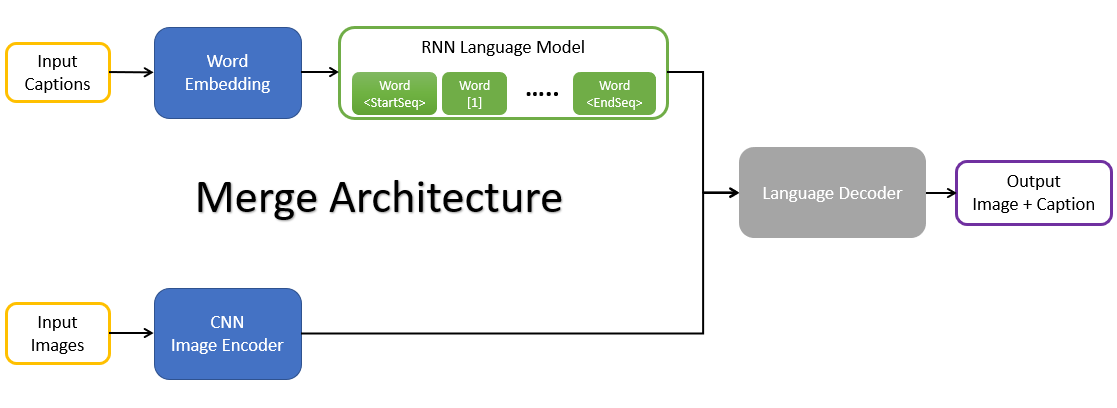 Input
Captions
Word
Embedding
RNN Language Model
Word
<StartSeq>
Word
[1]
.....
Word
<EndSeq>
Merge Architecture
Language Decoder
Output
Image + Caption
Input
Images
CNN
Image Encoder